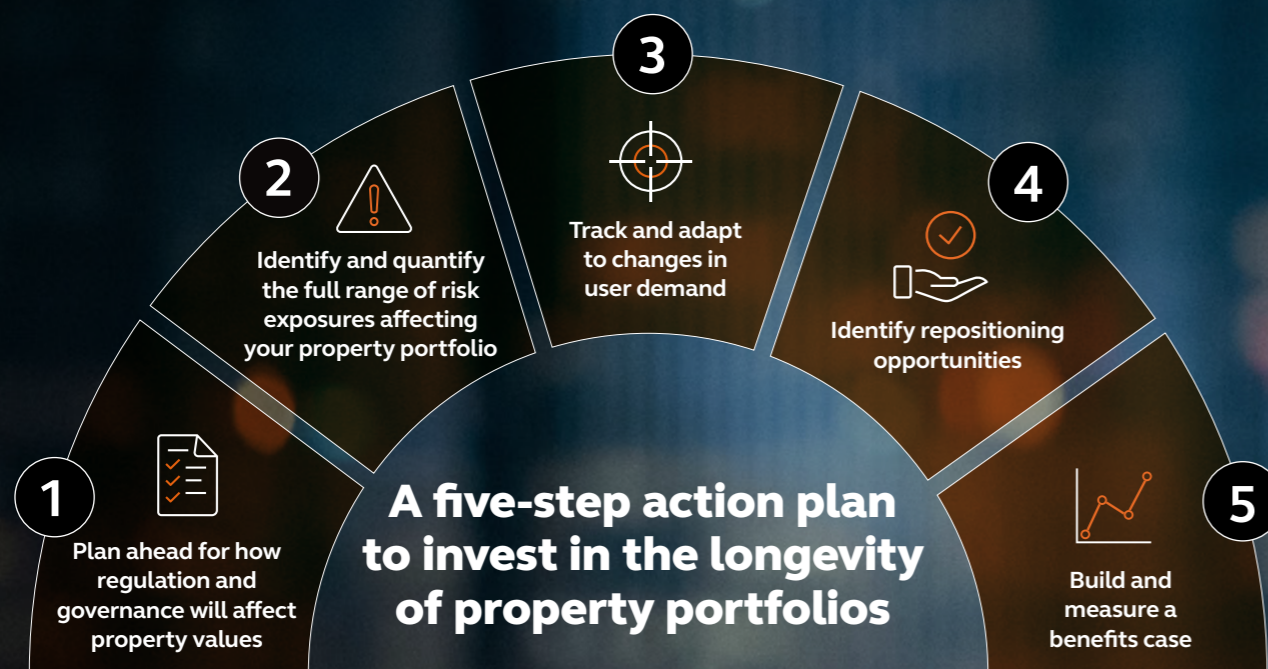 1
Plan ahead for how
regulation and
governance will affect
property values
2
Identify and quantify
the full range of risk
exposures affecting
your property portfolio
3
Track and adapt
to changes in
user demand
4
Identify repositioning
opportunities
5
Build and
measure a
benefits case
A five-step action plan
to invest in the longevity
of property portfolios